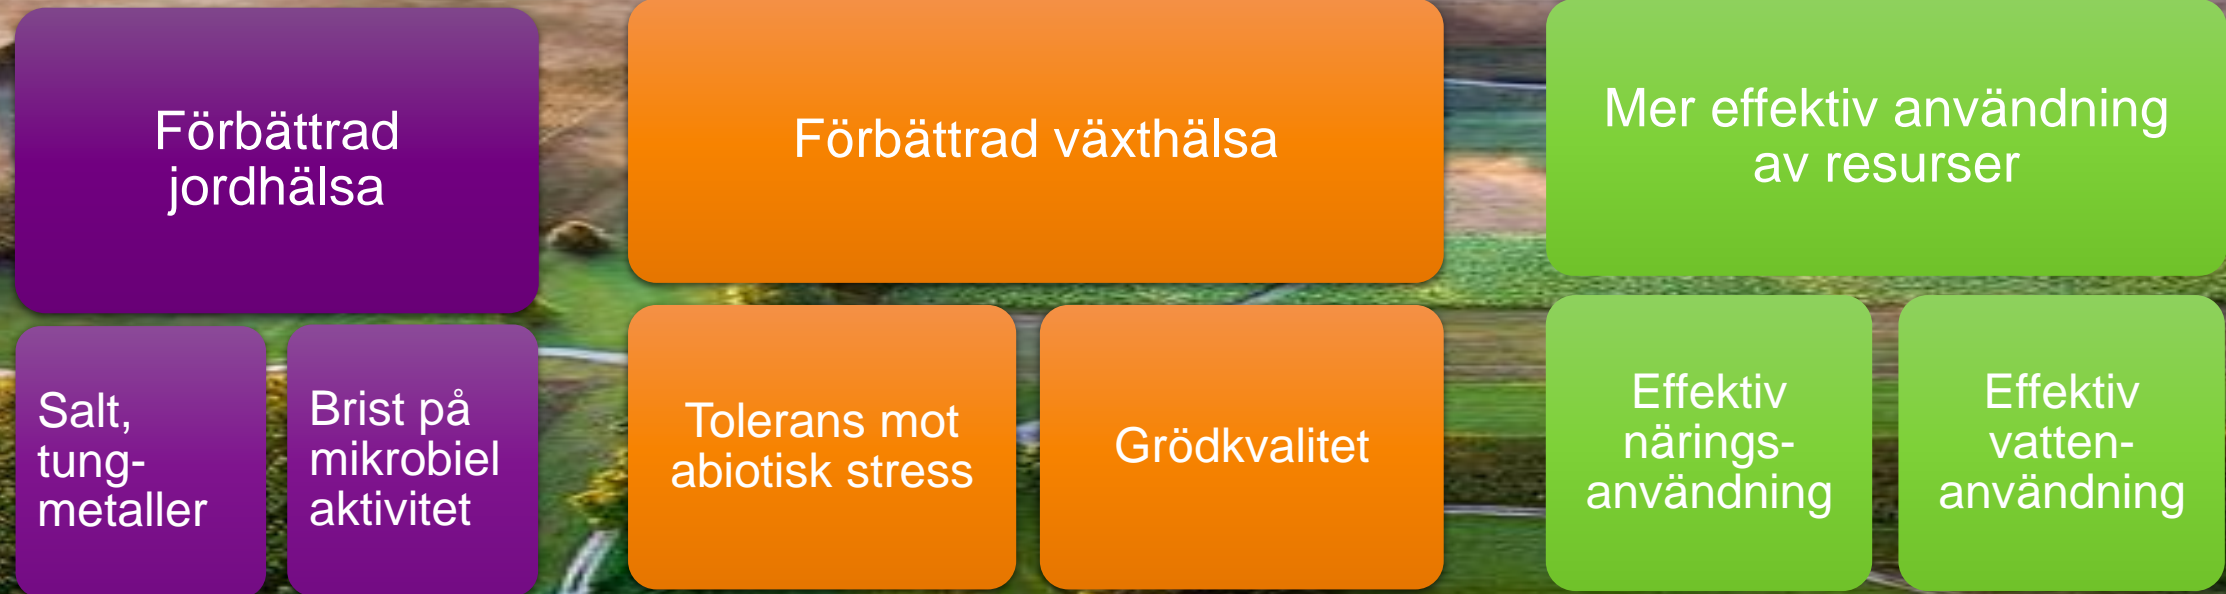 Förbättrad
jordhälsa
Salt,
tung-
metaller
Brist på
mikrobiel
aktivitet
Förbättrad växthälsa
Tolerans mot
abiotisk stress
Grödkvalitet
Mer effektiv användning
av resurser
Effektiv
närings-
användning
Effektiv
vatten-
användning